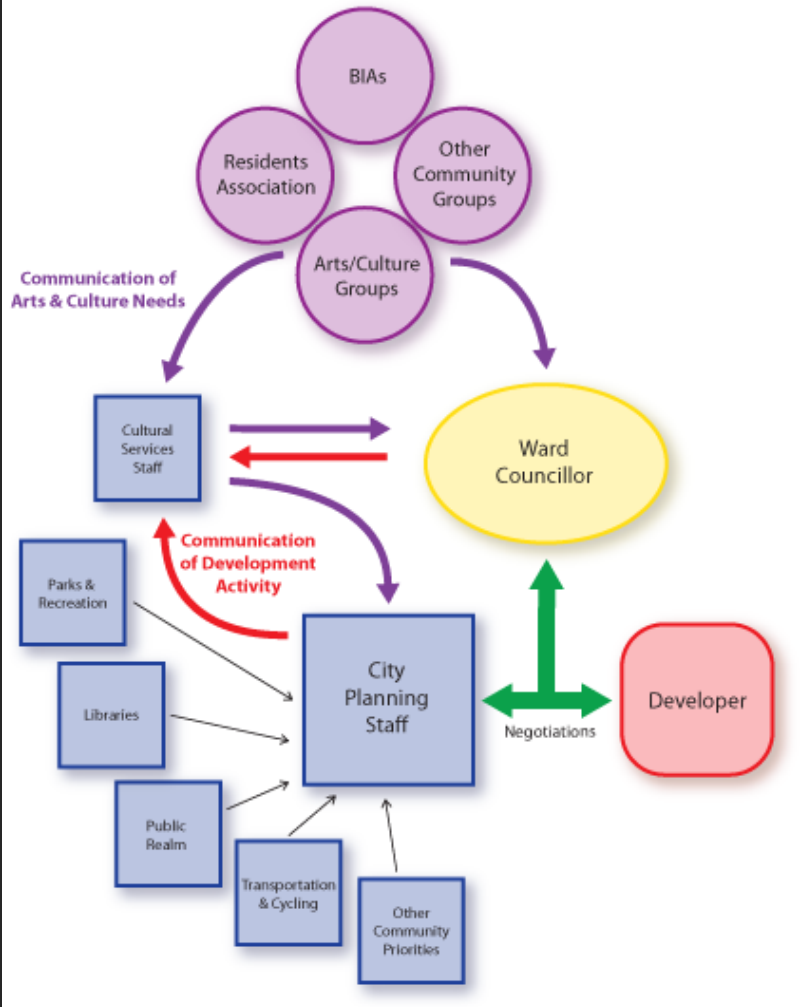 BIAs
Residents
Association
Other
Community
Groups
Arts/Culture
Groups
Communication of
Arts & Culture Needs
Cultural
Services
Staff
Ward
Councillor
Communication
of Development
Activity
Parks &
Recreation
Libraries
Public
Realm
Transportation
& Cycling
Other
Community
Priorities
City
Planning
Staff
Negotiations
Developer